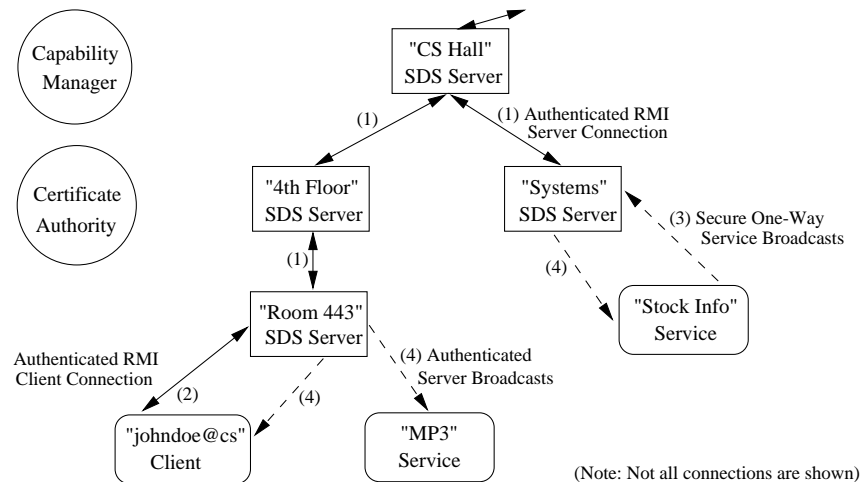 Capability
Manager
"CS Hall"
SDS Server
(1)
(1) Authenticated RMI
Server Connection
Certificate
Authority
"4th Floor"
SDS Server
"Systems"
SDS Server
(3) Secure One-Way
Service Broadcasts
(1)
(4)
"Room 443"
SDS Server
"Stock Info"
Service
Authenticated RMI
Client Connection
(4) Authenticated
Server Broadcasts
(2)
(4)
"johndoe@cs"
Client
"MP3"
Service
(Note: Not all connections are shown)